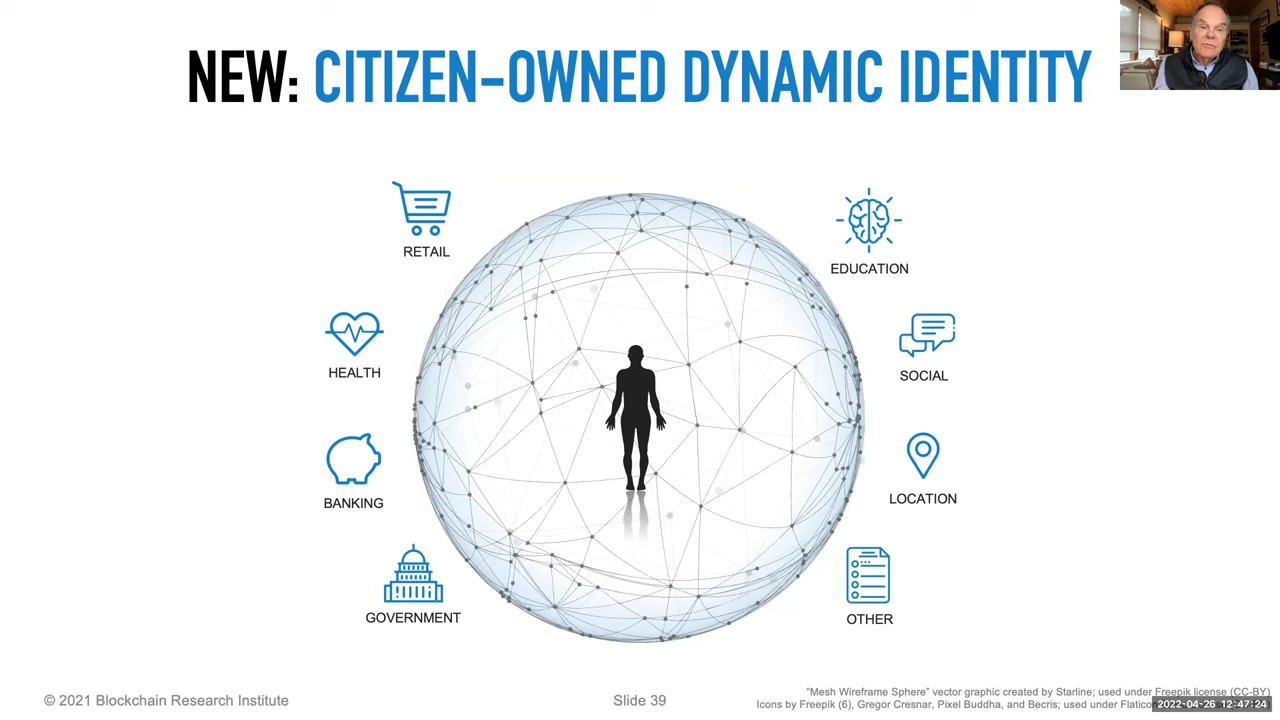 NEW: CITIZEN-OWNED DYNAMIC IDENTITY
RETAIL
EDUCATION
HEALTH
SOCIAL
BANKING
LOCATION
GOVERNMENT
OTHER
© 2021 Blockchain Research Institute
Slide 39
"Mesh Wireframe Sphere" vector graphic created by Starline; used under Freepik license (CC-BY)
Icons by Freepik (6), Gregor Cresnar, Pixel Buddha, and Becris; used under
2022-04-26 12:47:24